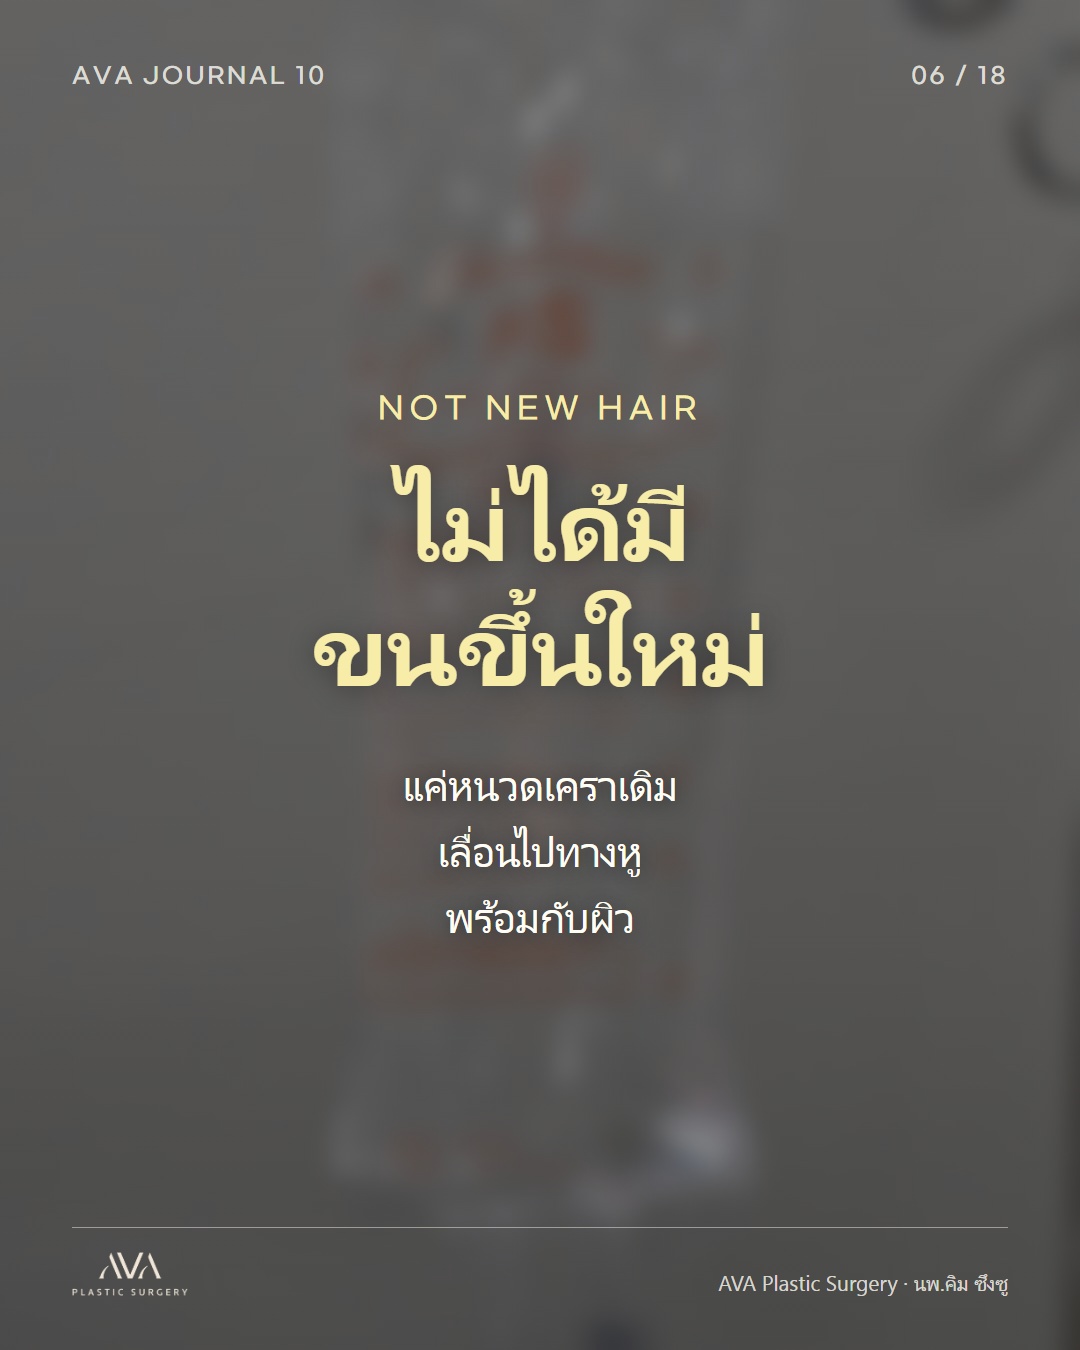 AVA JOURNAL 10
06 / 18
NOT NEW HAIR
ไม่ได้มี
ขนขึ้นใหม่
แค่หนวดเคราเดิม
เลื่อนไปทางหู
พร้อมกับผิว
AVA
PLASTIC SURGERY
AVA Plastic Surgery · นพ.คิม ซึงซู